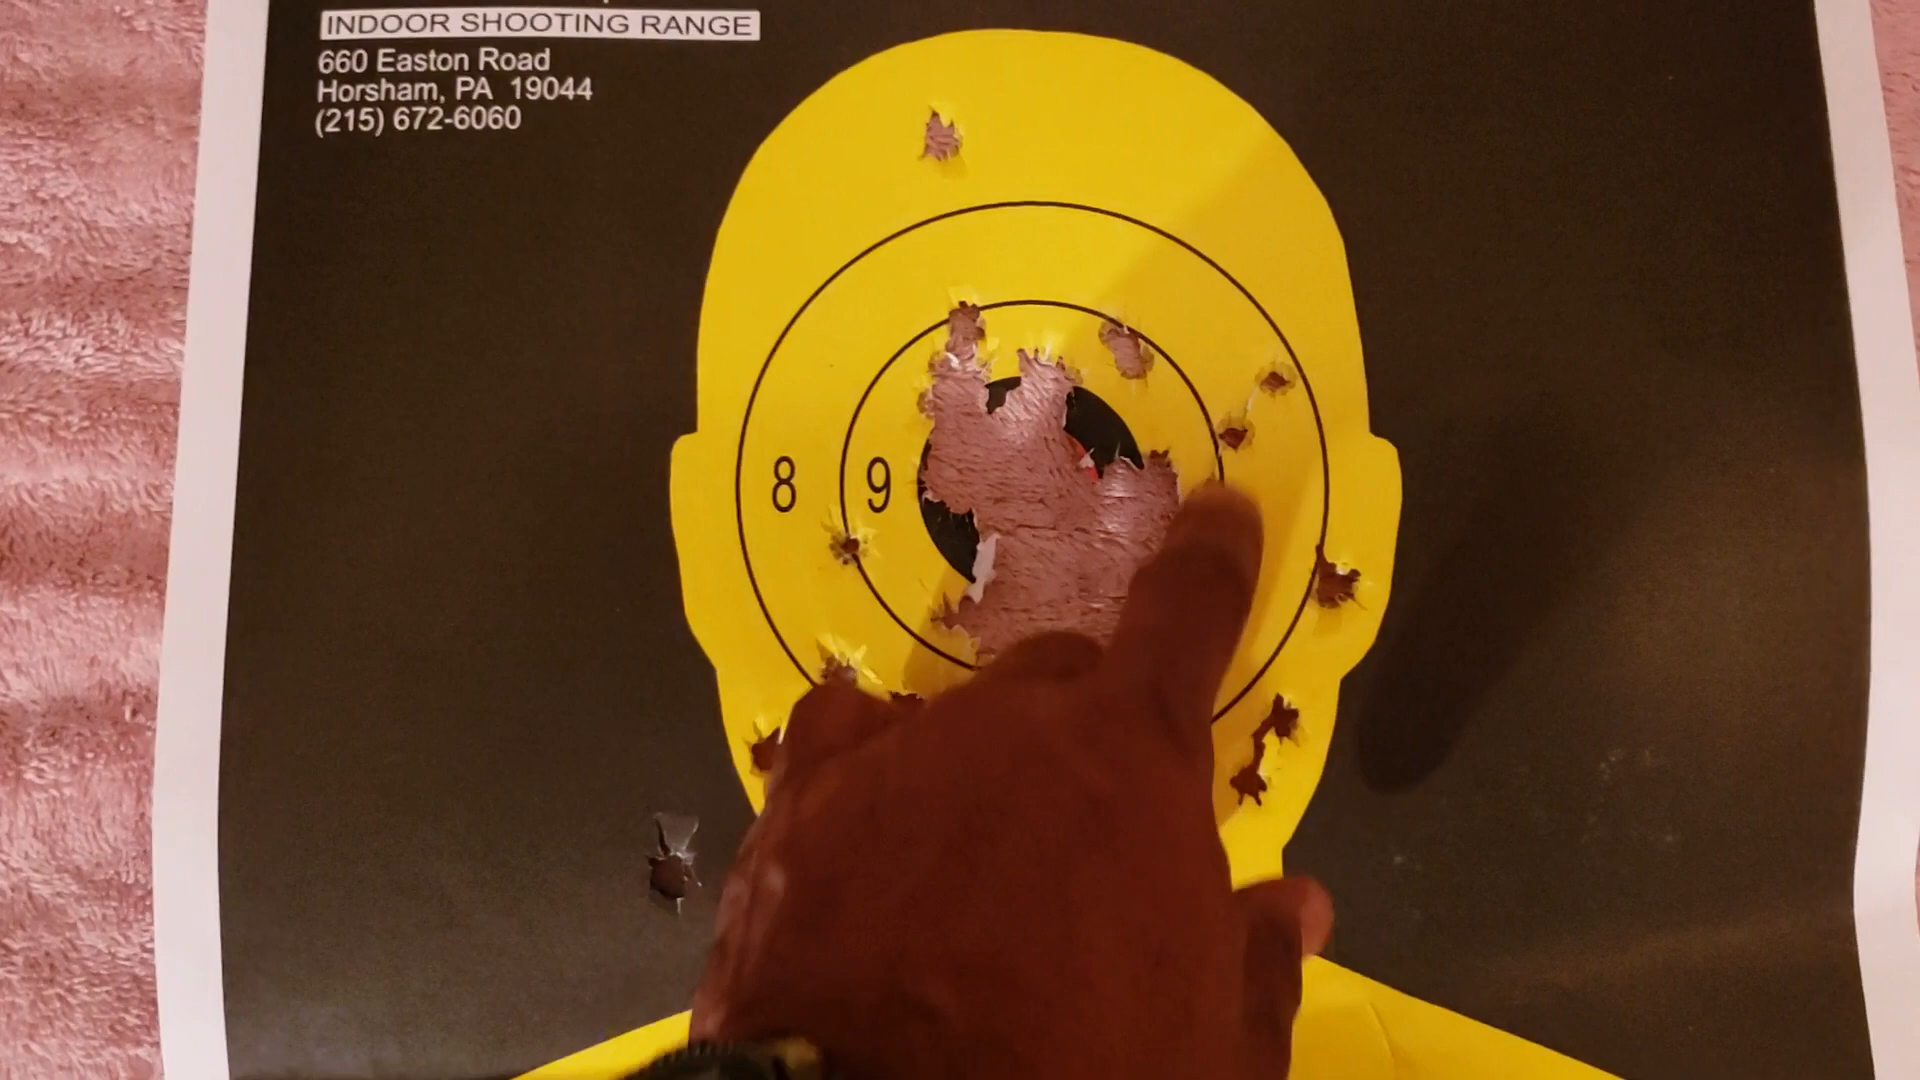 INDOOR SHOOTING RANGE
660 Easton Road
Horsham, PA 19044
(215) 672-6060
8 9